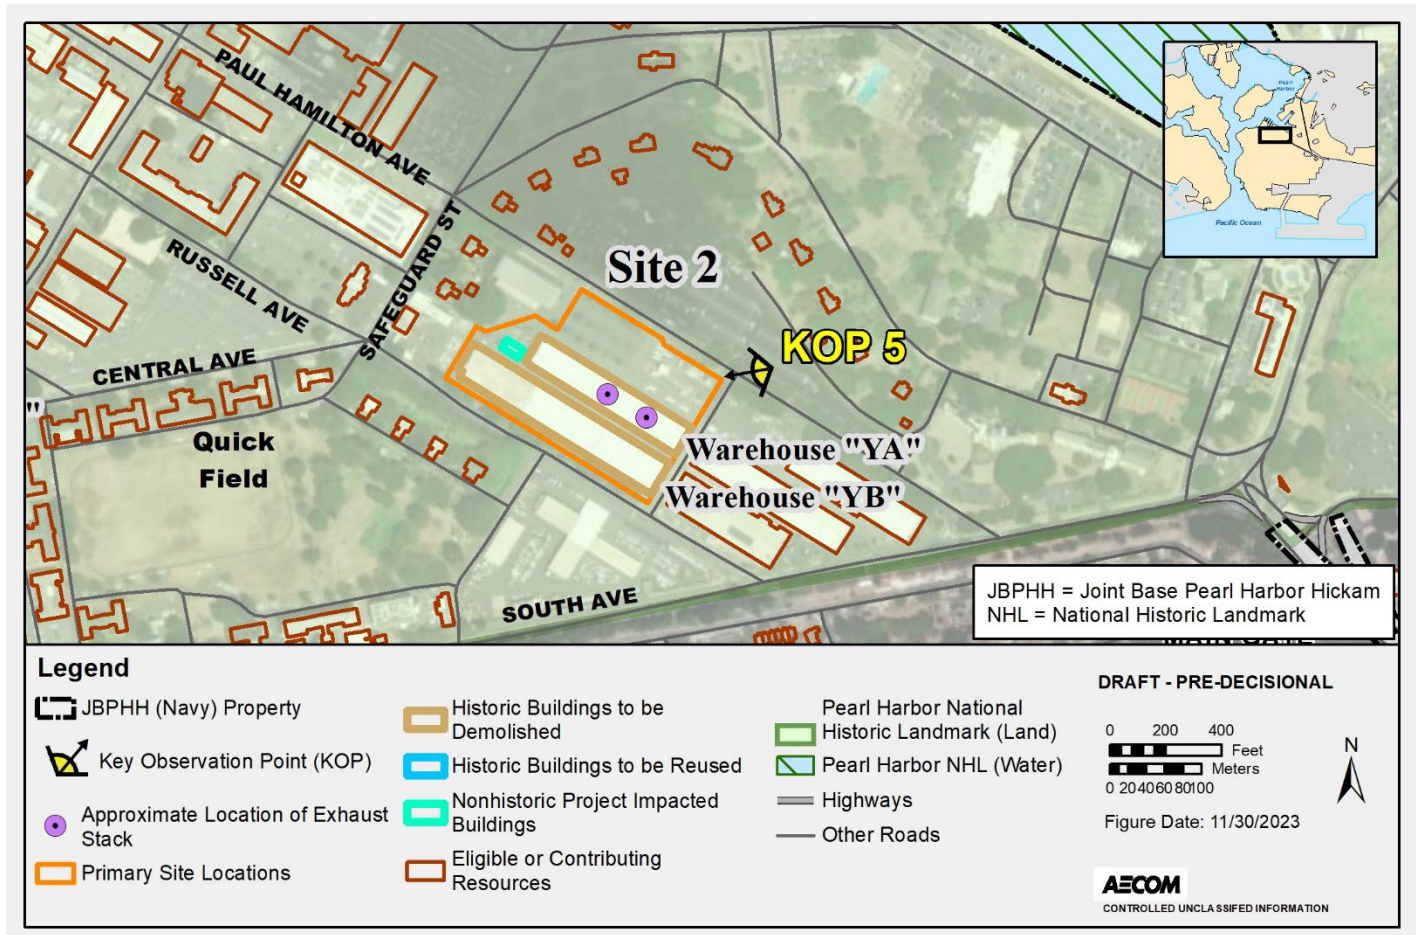 PAUL HAMILTON AVE
RUSSELL AVE
SAFEGUARD ST
CENTRAL AVE
"
Quick
Field
Site 2
KOP 5
Warehouse "YA"
Warehouse "YB"
SOUTH AVE
Pearl
Harbor
Pacific Ocean
JBPHH = Joint Base Pearl Harbor Hickam
NHL = National Historic Landmark
MAIN GATE
Legend
JBPHH (Navy) Property
Key Observation Point (KOP)
Approximate Location of Exhaust
Stack
Primary Site Locations
Historic Buildings to be
Demolished
Historic Buildings to be Reused
Nonhistoric Project Impacted
Buildings
Eligible or Contributing
Resources
Pearl Harbor National
Historic Landmark (Land)
Pearl Harbor NHL (Water)
Highways
Other Roads
DRAFT - PRE-DECISIONAL
0 200 400
Feet
Meters
0 20 40 60 80 100
N
Figure Date: 11/30/2023
AECOM
CONTROLLED UNCLASSIFED INFORMATION